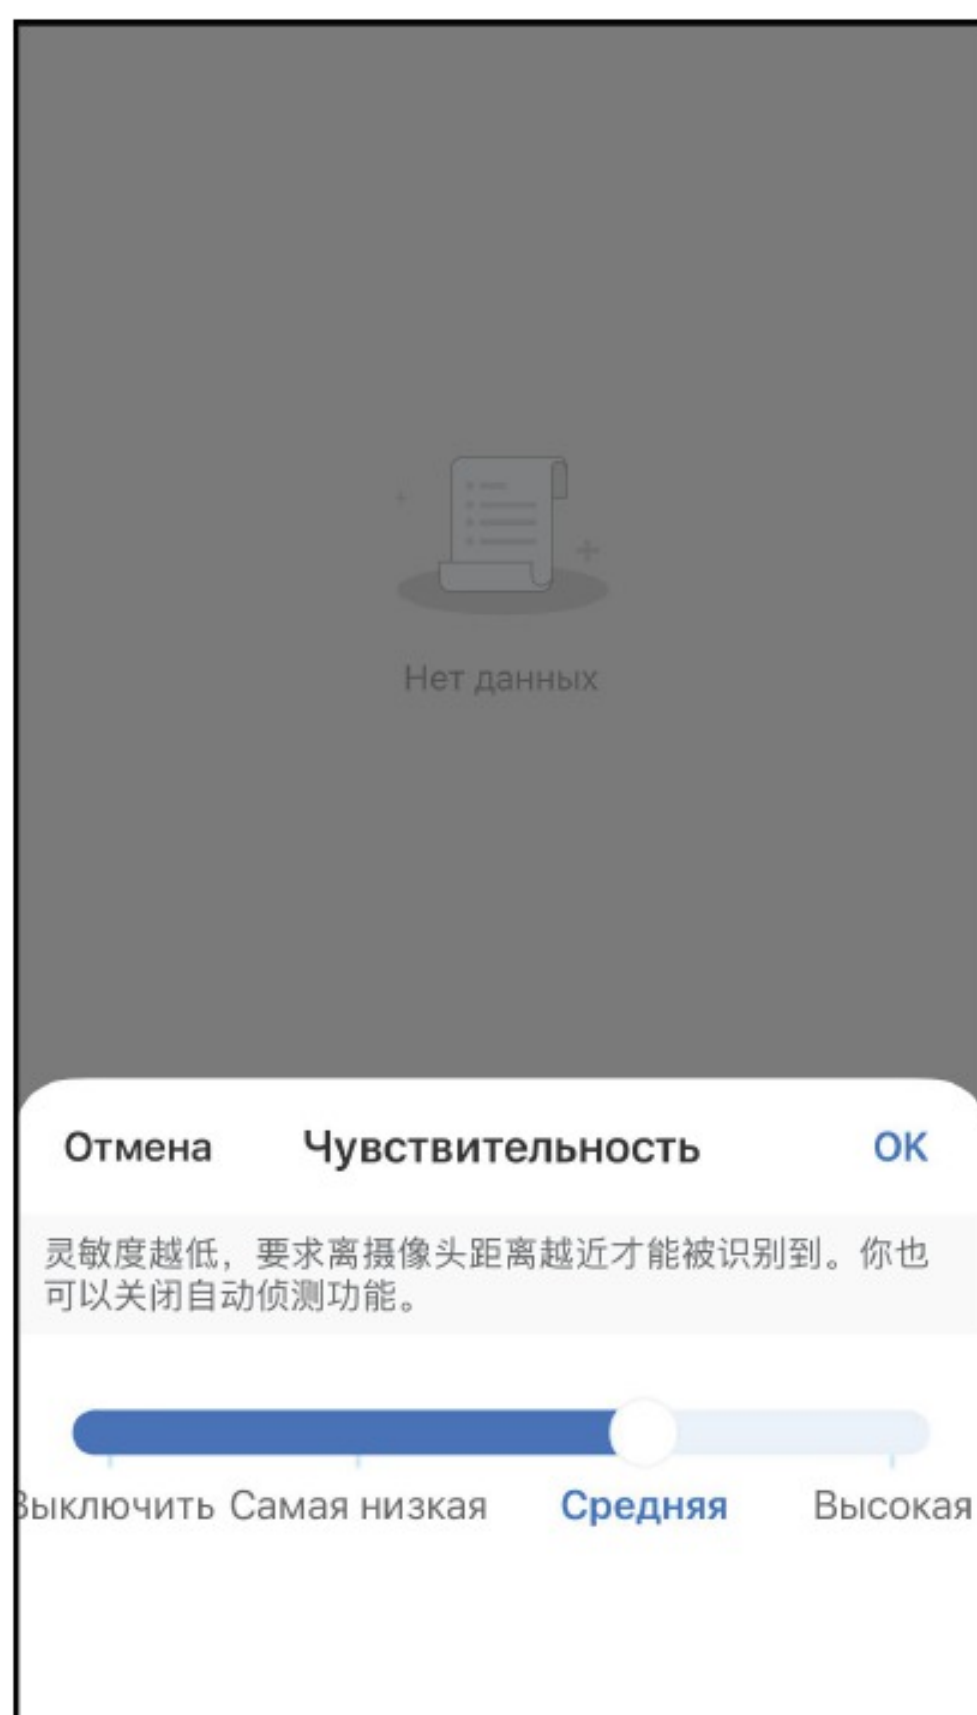 Нет данных
Отмена Чувствительность OK
灵敏度越低，要求离摄像头距离越近才能被识别到。你也
可以关闭自动侦测功能。
Выключить Самая низкая Средняя Высокая